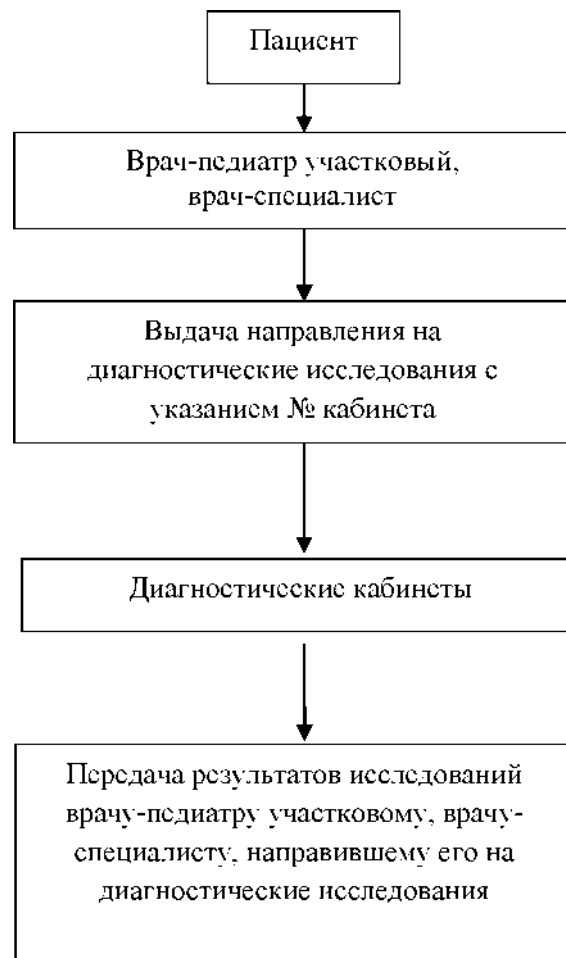 Пациент
Врач-педиатр участковый,
врач-специалист
Выдача направления на
диагностические исследования с
указанием № кабинета
Диагностические кабинеты
Передача результатов исследований
врачу-педиатру участковому, врачу-
специалисту, направившему его на
диагностические исследования